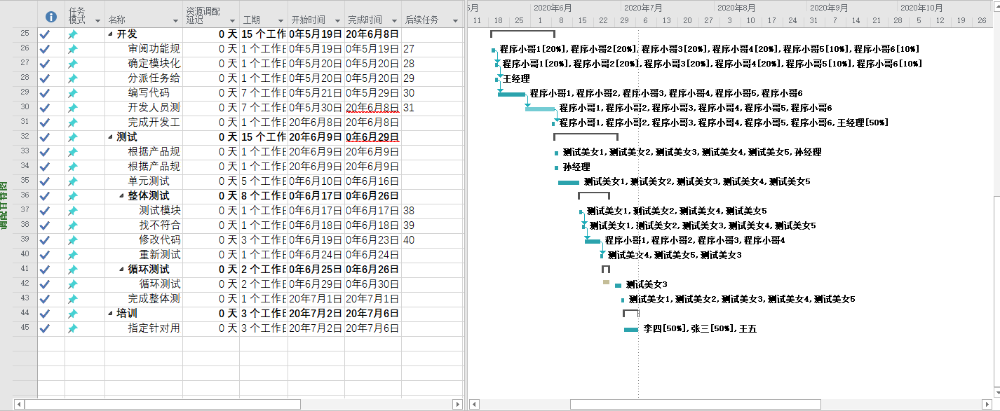 任务模式 名称 资源调配延迟 工期 开始时间 完成时间 后续任务
5月 2020年6月 2020年7月 2020年8月 2020年9月 2020年10月
11 18 25 1 8 15 22 29 6 13 20 27 3 10 17 24 31 7 14 21 28 5 12 19 26
25 开发 0 天 15 个工作 0年5月19日 20年6月8日
26 审阅功能规 0 天 1 个工作日 0年5月19日 0年5月19日 27 程序小哥1[20%],程序小哥2[20%],程序小哥3[20%],程序小哥4[20%],程序小哥5[10%],程序小哥6[10%]
27 确定模块化 0 天 1 个工作日 0年5月20日 0年5月20日 28 程序小哥1[20%],程序小哥2[20%],程序小哥3[20%],程序小哥4[20%],程序小哥5[10%],程序小哥6[10%]
28 分派任务给 0 天 1 个工作日 0年5月20日 0年5月20日 29 王经理
29 编写代码 0 天 7 个工作日 0年5月21日 0年5月29日 30 程序小哥1,程序小哥2,程序小哥3,程序小哥4,程序小哥5,程序小哥6
30 开发人员测 0 天 7 个工作日 0年5月30日 20年6月8日 31 程序小哥1,程序小哥2,程序小哥3,程序小哥4,程序小哥5,程序小哥6
31 完成开发工 0 天 1 个工作日 20年6月8日 20年6月8日 程序小哥1,程序小哥2,程序小哥3,程序小哥4,程序小哥5,程序小哥6,王经理[50%]
32 测试 0 天 15 个工作 20年6月9日 0年6月29日
33 根据产品规 0 天 1 个工作日 20年6月9日 20年6月9日 测试美女1,测试美女2,测试美女3,测试美女4,测试美女5,孙经理
34 根据产品规 0 天 1 个工作日 20年6月9日 20年6月9日 孙经理
35 单元测试 0 天 5 个工作日 0年6月10日 0年6月16日 测试美女1,测试美女2,测试美女3,测试美女4,测试美女5
36 整体测试 0 天 8 个工作日 0年6月17日 0年6月26日
37 测试模块 0 天 1 个工作日 0年6月17日 0年6月17日 38 测试美女1,测试美女2,测试美女4,测试美女5
38 找不符合 0 天 1 个工作日 0年6月18日 0年6月18日 39 测试美女1,测试美女2,测试美女3,测试美女4,测试美女5
39 修改代码 0 天 3 个工作日 0年6月19日 0年6月23日 40 程序小哥1,程序小哥2,程序小哥3,程序小哥4
40 重新测试 0 天 1 个工作日 0年6月24日 0年6月24日 测试美女4,测试美女5,测试美女3
41 循环测试 0 天 2 个工作日 0年6月25日 0年6月26日
42 循环测试 0 天 2 个工作日 0年6月29日 0年6月30日 测试美女3
43 完成整体测 0 天 1 个工作日 20年7月1日 20年7月1日 测试美女1,测试美女2,测试美女3,测试美女4,测试美女5
44 培训 0 天 3 个工作日 20年7月2日 20年7月6日
45 指定针对用 0 天 3 个工作日 20年7月2日 20年7月6日 李四[50%],张三[50%],王五
调配甘特图